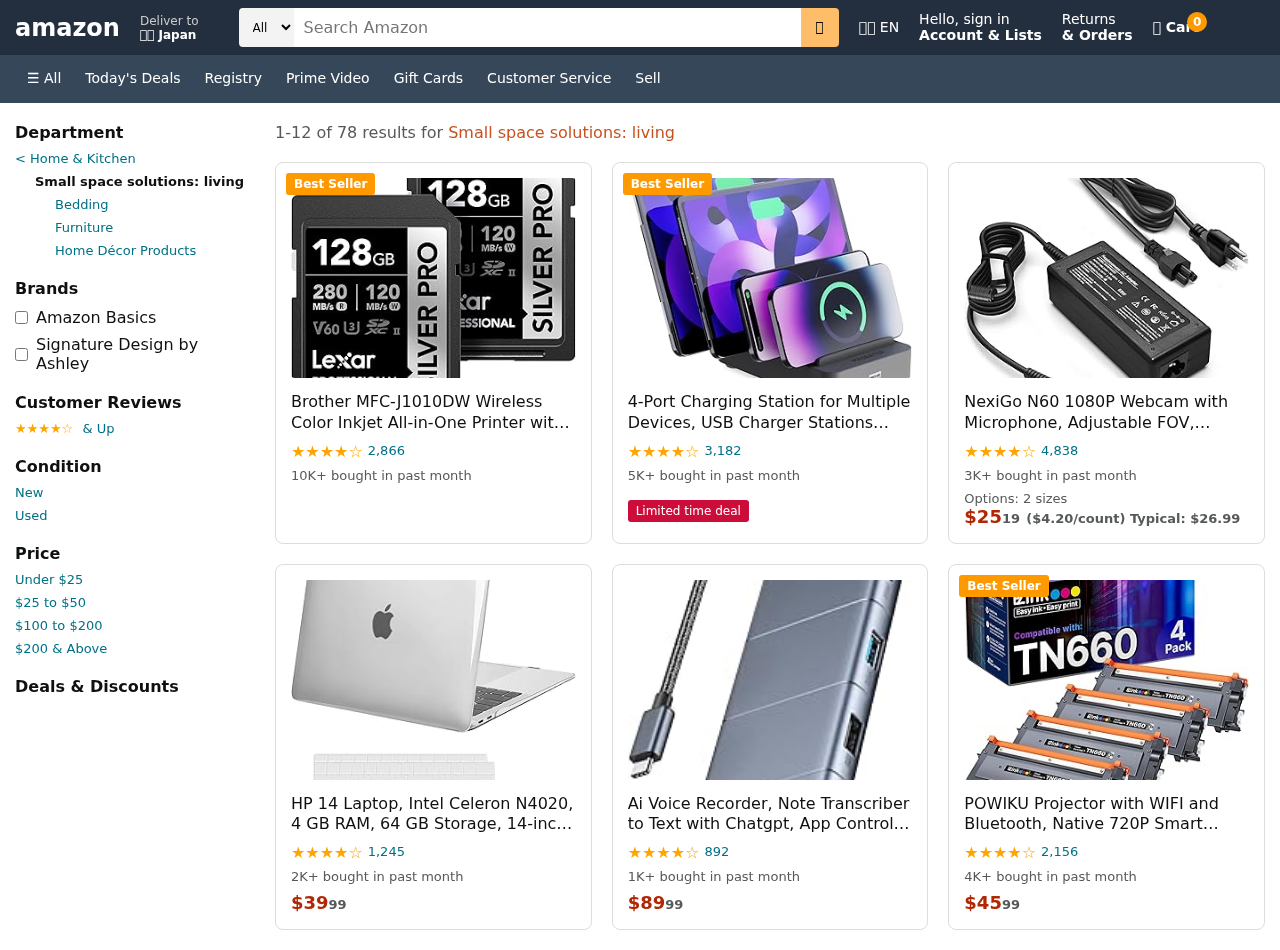 amazon
Deliver to
Japan
All
Search Amazon
EN
Hello, sign in
Account & Lists
Returns
& Orders
0
☰ All
Today's Deals
Registry
Prime Video
Gift Cards
Customer Service
Sell
Department
< Home & Kitchen
Small space solutions: living
Bedding
Furniture
Home Décor Products
Brands
Amazon Basics
Signature Design by
Ashley
Customer Reviews
★★★★☆ & Up
Condition
New
Used
Price
Under $25
$25 to $50
$100 to $200
$200 & Above
Deals & Discounts
1-12 of 78 results for Small space solutions: living
Best Seller
128GB
SILVER PRO
120
MB/s W
128GB
280 MB/s R
120 MB/s W
V60 U3 SDXC II
Lexar
SILVER PRO
Brother MFC-J1010DW Wireless
Color Inkjet All-in-One Printer wit…
★★★★☆ 2,866
10K+ bought in past month
Best Seller
4-Port Charging Station for Multiple
Devices, USB Charger Stations…
★★★★☆ 3,182
5K+ bought in past month
Limited time deal
NexiGo N60 1080P Webcam with
Microphone, Adjustable FOV,…
★★★★☆ 4,838
3K+ bought in past month
Options: 2 sizes
$25 19 ($4.20/count) Typical: $26.99
HP 14 Laptop, Intel Celeron N4020,
4 GB RAM, 64 GB Storage, 14-inc…
★★★★☆ 1,245
2K+ bought in past month
$39 99
Ai Voice Recorder, Note Transcriber
to Text with Chatgpt, App Control…
★★★★☆ 892
1K+ bought in past month
$89 99
Best Seller
Easy ink・Easy print
Compatible with:
TN660
4
Pack
POWIKU Projector with WIFI and
Bluetooth, Native 720P Smart…
★★★★☆ 2,156
4K+ bought in past month
$45 99